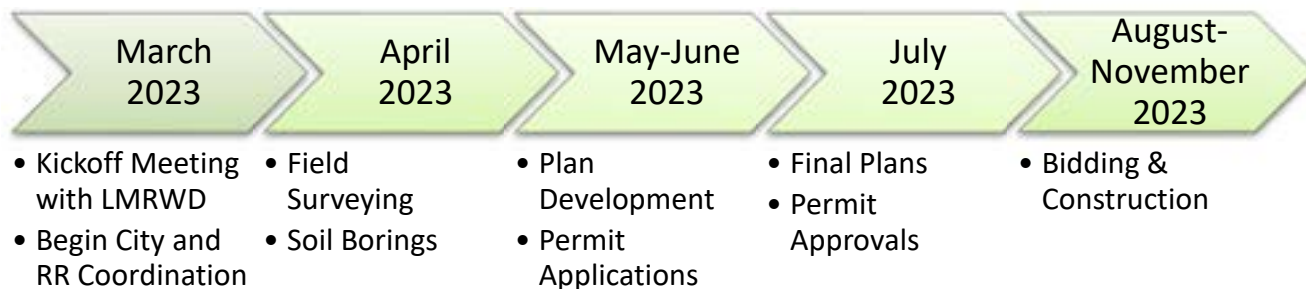 March
2023
April
2023
May-June
2023
July
2023
August-
November
2023
• Kickoff Meeting
with LMRWD
• Begin City and
RR Coordination
• Field
Surveying
• Soil Borings
• Plan
Development
• Permit
Applications
• Final Plans
• Permit
Approvals
• Bidding &
Construction